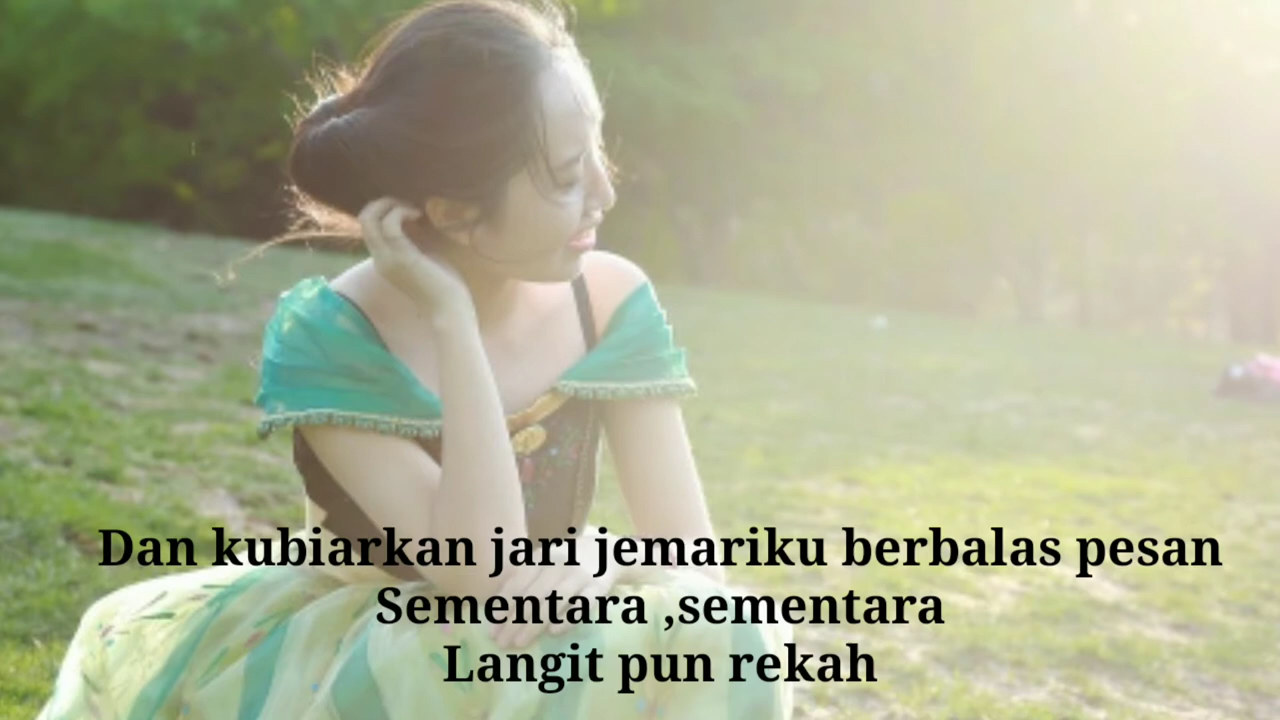 Dan kubiarkan jari jemariku berbalas pesan
Sementara ,sementara
Langit pun rekah